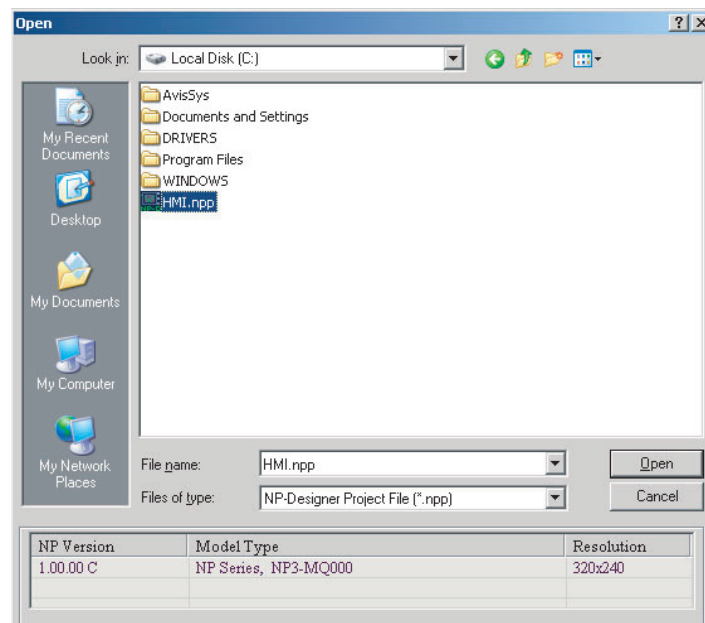 Open
Look in: Local Disk (C:)
My Recent Documents
Desktop
My Documents
My Computer
My Network Places
AvisSys
Documents and Settings
DRIVERS
Program Files
WINDOWS
HMI.npp
File name: HMI.npp Open
Files of type: NP-Designer Project File (*.npp) Cancel
NP Version Model Type Resolution
1.00.00 C NP Series, NP3-MQ000 320x240